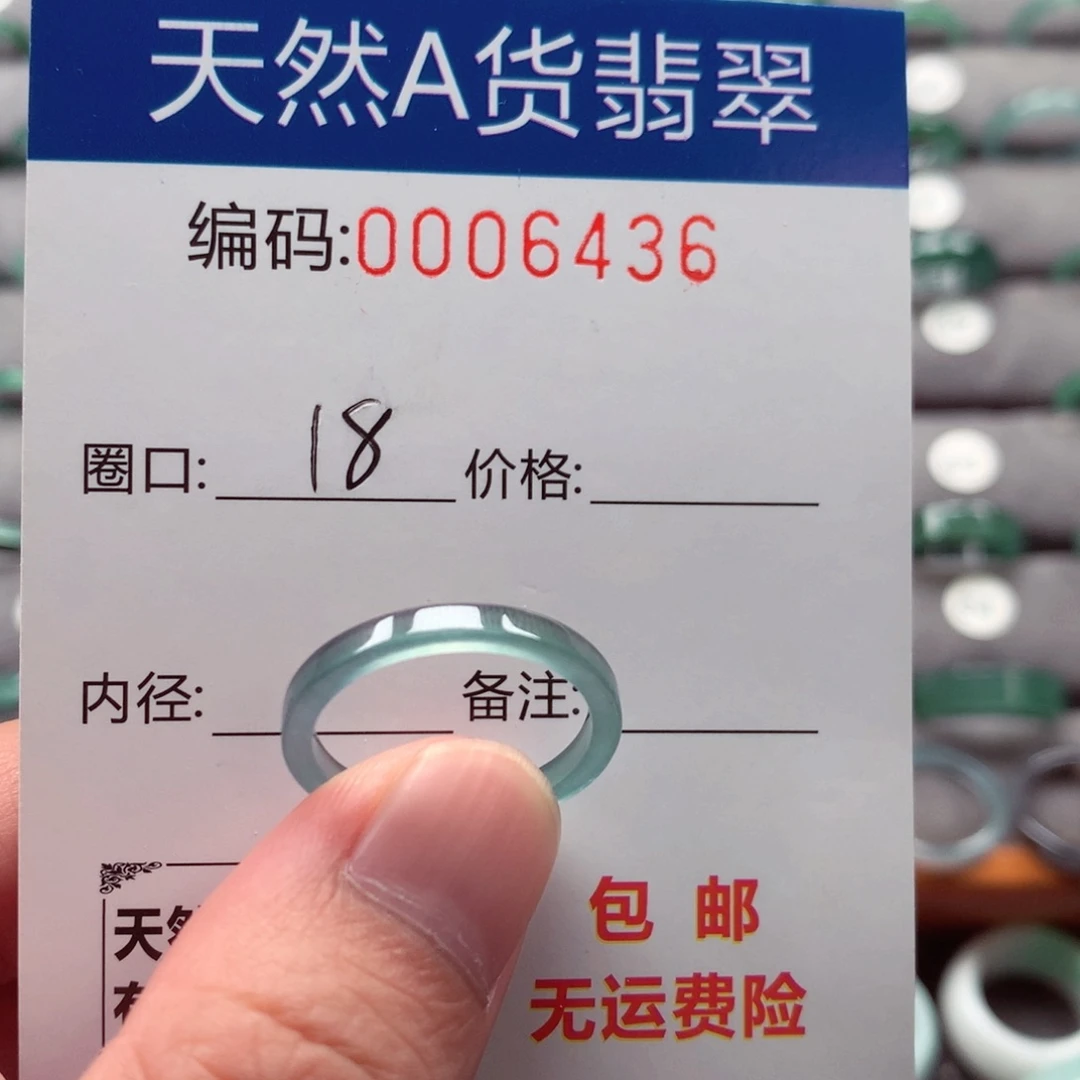 天然A货翡翠
编码:0006436
圈口: 18 价格:
内径: 备注:
包邮
天
无运费险